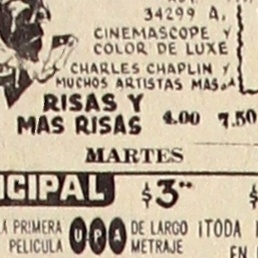 34299 A.
CINEMASCOPE Y
COLOR DE LUXE
CHARLES CHAPLIN Y
MUCHOS ARTISTAS MAS.
RISAS Y
MAS RISAS 4.00 7.50
MARTES
CIPAL $3
A PRIMERA UPA DE LARGO ¡TODA
PELICULA METRAJE EN